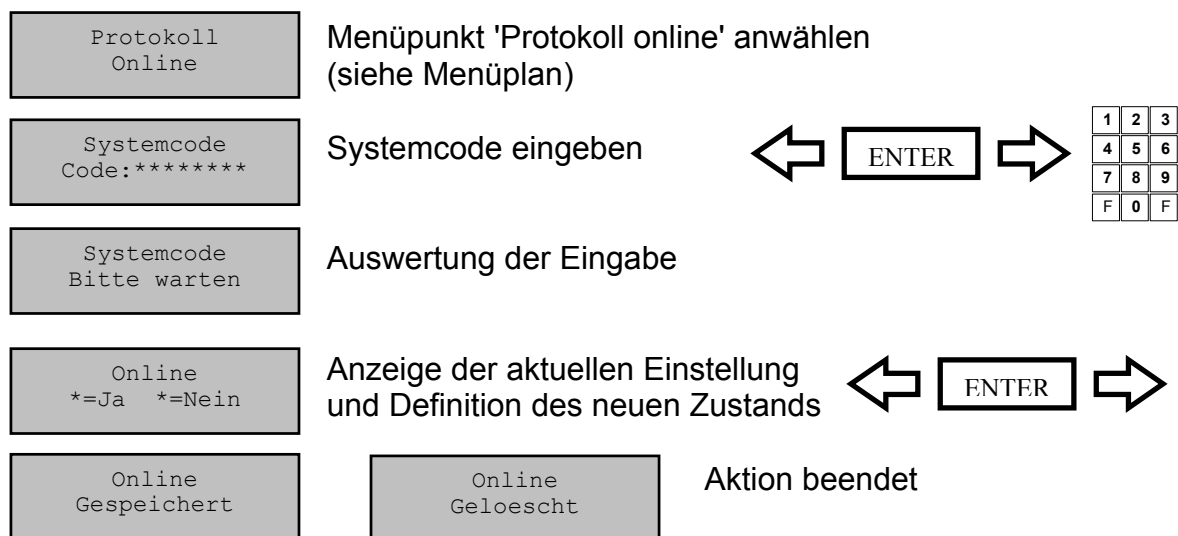 Protokoll
Online
Menüpunkt 'Protokoll online' anwählen
(siehe Menüplan)
Systemcode
Code:********
Systemcode eingeben
ENTER
1 2 3
4 5 6
7 8 9
F 0 F
Systemcode
Bitte warten
Auswertung der Eingabe
Online
*=Ja *=Nein
Anzeige der aktuellen Einstellung
und Definition des neuen Zustands
ENTER
Online
Gespeichert
Online
Geloescht
Aktion beendet